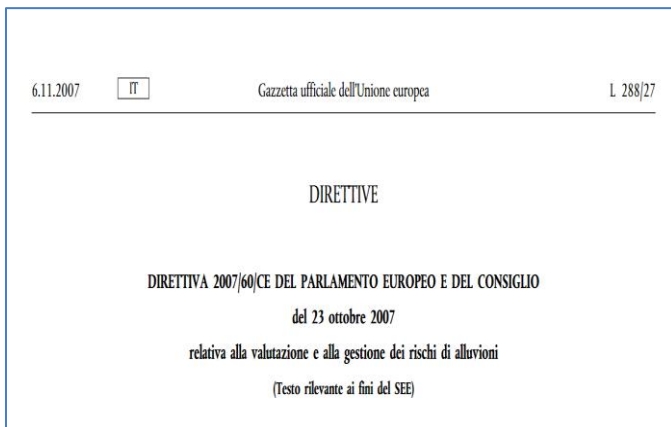 6.11.2007 IT Gazzetta ufficiale dell'Unione europea L 288/27
DIRETTIVE
DIRETTIVA 2007/60/CE DEL PARLAMENTO EUROPEO E DEL CONSIGLIO
del 23 ottobre 2007
relativa alla valutazione e alla gestione dei rischi di alluvioni
(Testo rilevante ai fini del SEE)